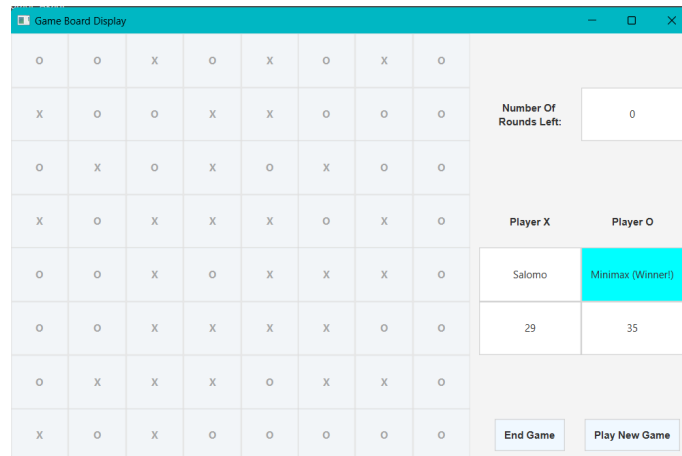 Game Board Display
O O X O X O X O
X O O X X O O O
Number Of
Rounds Left:
0
O X O X O X O O
X O X X X O X O
Player X Player O
O O X O X X X O
Salomo Minimax (Winner!)
O O X X X X O O
29 35
O X X X O X X O
X O X O O O O O
End Game Play New Game